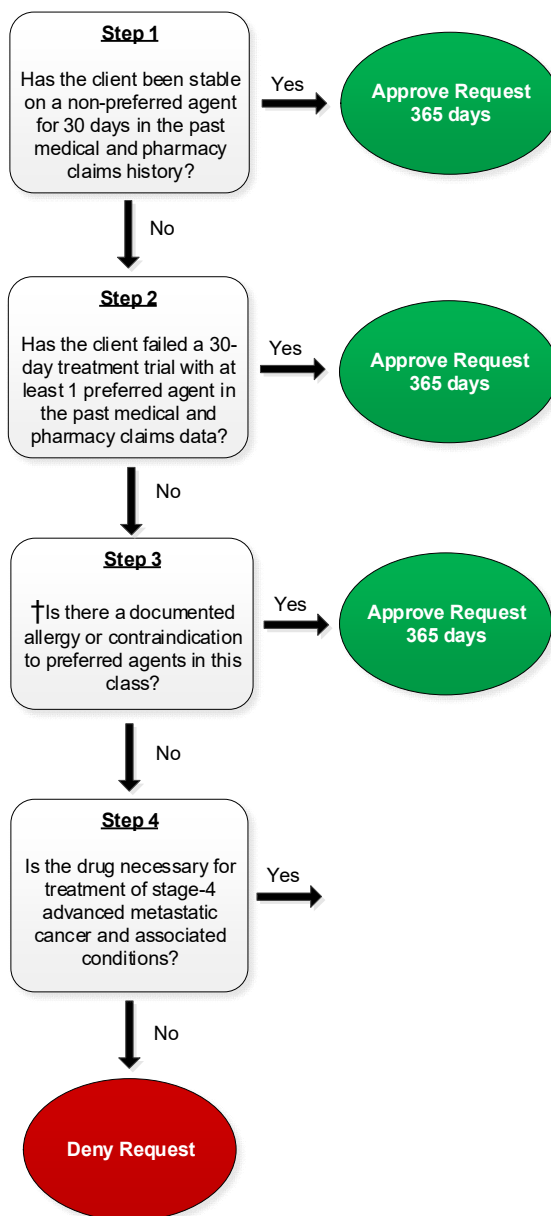 Step 1
Has the client been stable
on a non-preferred agent
for 30 days in the past
medical and pharmacy
claims history?
Yes
Approve Request
365 days
No
Step 2
Has the client failed a 30-
day treatment trial with at
least 1 preferred agent in
the past medical and
pharmacy claims data?
Yes
Approve Request
365 days
No
Step 3
†Is there a documented
allergy or contraindication
to preferred agents in this
class?
Yes
Approve Request
365 days
No
Step 4
Is the drug necessary for
treatment of stage-4
advanced metastatic
cancer and associated
conditions?
Yes
No
Deny Request